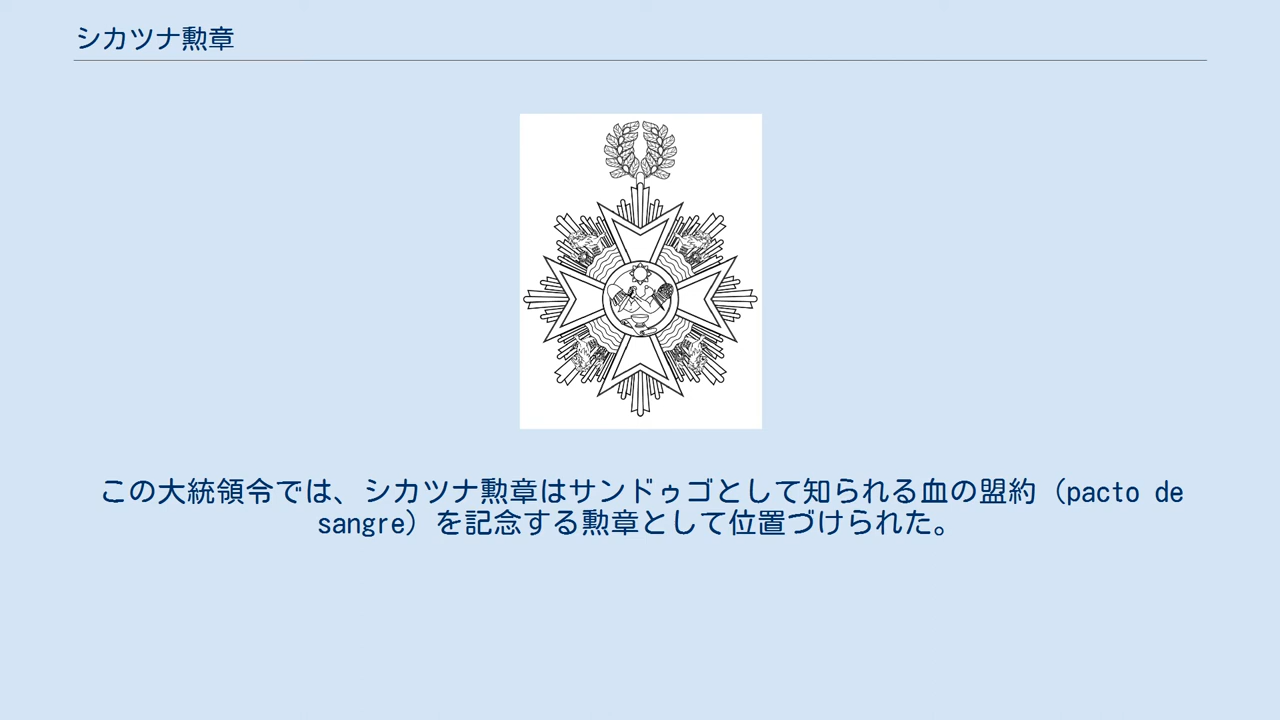 シカツナ勲章
この大統領令では、シカツナ勲章はサンドゥゴとして知られる血の盟約（pacto de
sangre）を記念する勲章として位置づけられた。